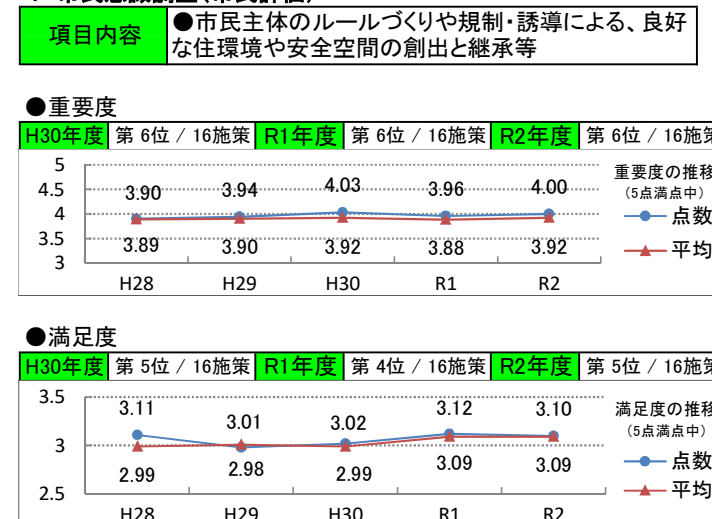 項目内容
●市民主体のルールづくりや規制・誘導による、良好
な住環境や安全空間の創出と継承等
●重要度
H30年度 第 6位 / 16施策 R1年度 第 6位 / 16施策 R2年度 第 6位 / 16施策
5
4.5
4
3.5
3
3.90 3.94 4.03 3.96 4.00
3.89 3.90 3.92 3.88 3.92
H28 H29 H30 R1 R2
重要度の推移
(5点満点中)
点数
平均
●満足度
H30年度 第 5位 / 16施策 R1年度 第 4位 / 16施策 R2年度 第 5位 / 16施策
3.5
3
2.5
3.11 3.01 3.02 3.12 3.10
2.99 2.98 2.99 3.09 3.09
H28 H29 H30 R1 R2
満足度の推移
(5点満点中)
点数
平均